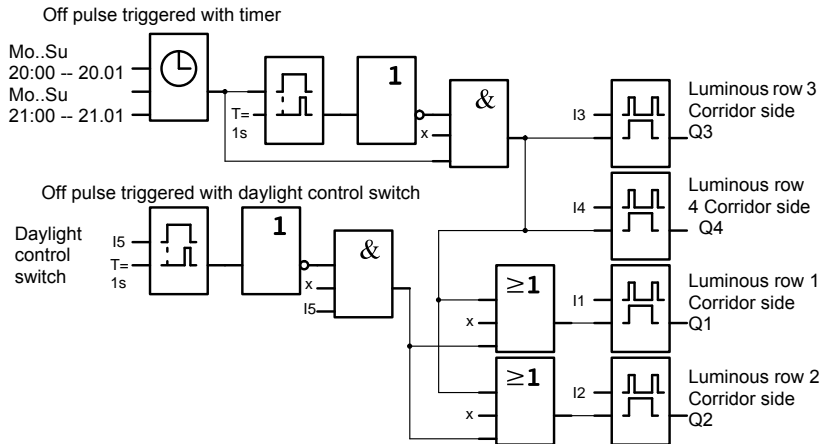 Off pulse triggered with timer
Mo..Su
20:00 -- 20.01
Mo..Su
21:00 -- 21.01
T=
1s
1
x
&
I3
Luminous row 3
Corridor side
Q3
I4
Luminous row
4 Corridor side
Q4
Off pulse triggered with daylight control switch
Daylight
control
switch
I5
T=
1s
1
x
I5
&
≥1
x
I1
Luminous row 1
Corridor side
Q1
≥1
x
I2
Luminous row 2
Corridor side
Q2